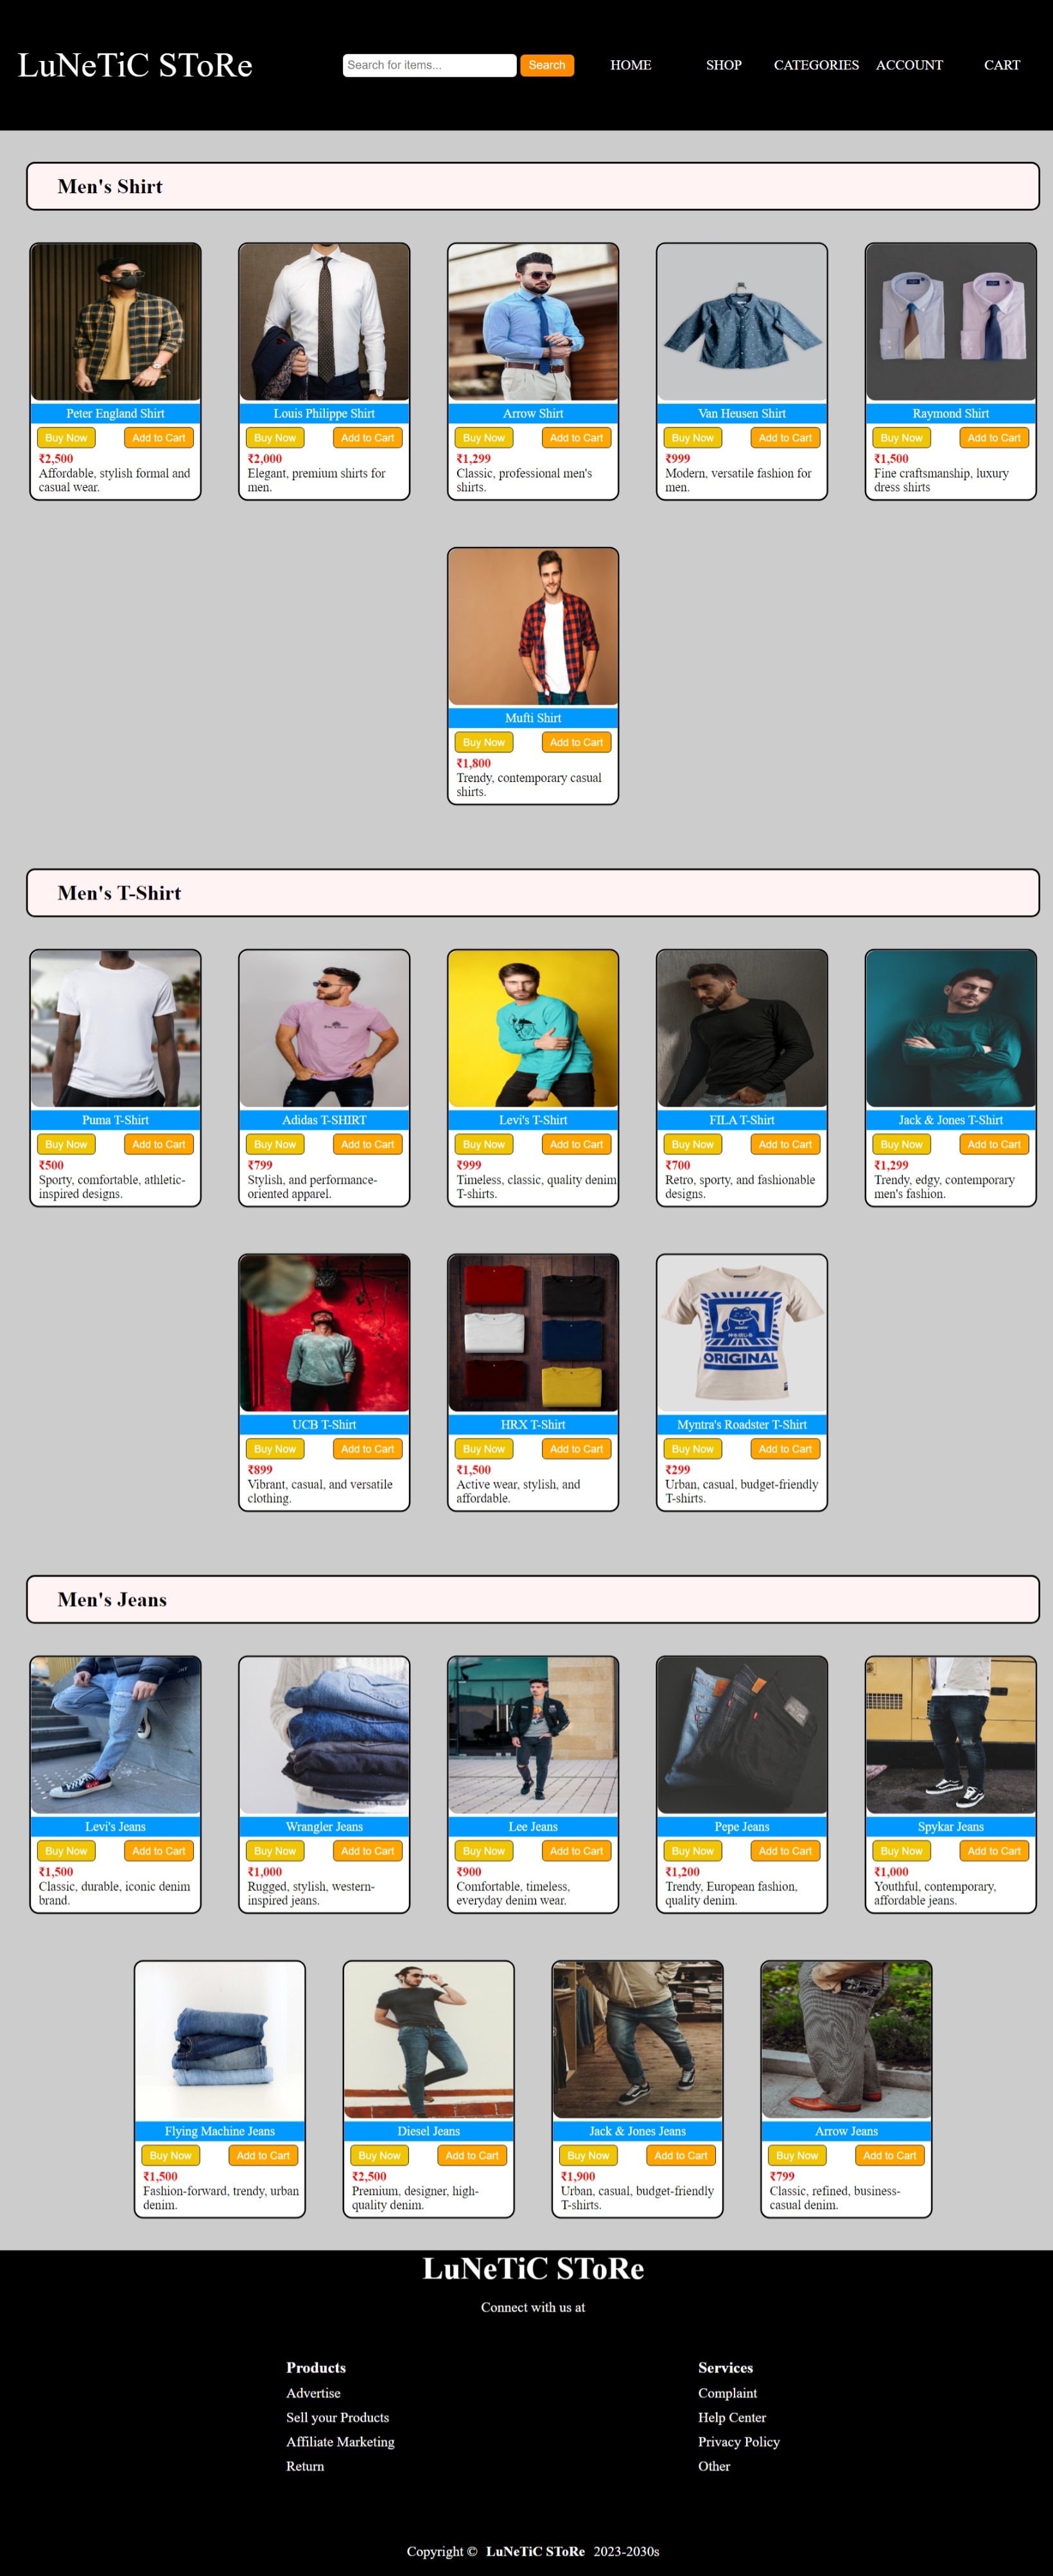 LuNeTiC SToRe
Search for items...
Search
HOME
SHOP
CATEGORIES
ACCOUNT
CART
Men's Shirt
Peter England Shirt
Buy Now
Add to Cart
₹2,500
Affordable, stylish formal and
casual wear.
Louis Philippe Shirt
Buy Now
Add to Cart
₹2,000
Elegant, premium shirts for
men.
Arrow Shirt
Buy Now
Add to Cart
₹1,299
Classic, professional men's
shirts.
Van Heusen Shirt
Buy Now
Add to Cart
₹999
Modern, versatile fashion for
men.
Raymond Shirt
Buy Now
Add to Cart
₹1,500
Fine craftsmanship, luxury
dress shirts
Mufti Shirt
Buy Now
Add to Cart
₹1,800
Trendy, contemporary casual
shirts.
Men's T-Shirt
Puma T-Shirt
Buy Now
Add to Cart
₹500
Sporty, comfortable, athletic-
inspired designs.
Adidas T-SHIRT
Buy Now
Add to Cart
₹799
Stylish, and performance-
oriented apparel.
Levi's T-Shirt
Buy Now
Add to Cart
₹999
Timeless, classic, quality denim
T-shirts.
FILA T-Shirt
Buy Now
Add to Cart
₹700
Retro, sporty, and fashionable
designs.
Jack & Jones T-Shirt
Buy Now
Add to Cart
₹1,299
Trendy, edgy, contemporary
men's fashion.
UCB T-Shirt
Buy Now
Add to Cart
₹899
Vibrant, casual, and versatile
clothing.
HRX T-Shirt
Buy Now
Add to Cart
₹1,500
Active wear, stylish, and
affordable.
ORIGINAL
Myntra's Roadster T-Shirt
Buy Now
Add to Cart
₹299
Urban, casual, budget-friendly
T-shirts.
Men's Jeans
Levi's Jeans
Buy Now
Add to Cart
₹1,500
Classic, durable, iconic denim
brand.
Wrangler Jeans
Buy Now
Add to Cart
₹1,000
Rugged, stylish, western-
inspired jeans.
Lee Jeans
Buy Now
Add to Cart
₹900
Comfortable, timeless,
everyday denim wear.
Pepe Jeans
Buy Now
Add to Cart
₹1,200
Trendy, European fashion,
quality denim.
Spykar Jeans
Buy Now
Add to Cart
₹1,000
Youthful, contemporary,
affordable jeans.
Flying Machine Jeans
Buy Now
Add to Cart
₹1,500
Fashion-forward, trendy, urban
denim.
Diesel Jeans
Buy Now
Add to Cart
₹2,500
Premium, designer, high-
quality denim.
Jack & Jones Jeans
Buy Now
Add to Cart
₹1,900
Urban, casual, budget-friendly
T-shirts.
Arrow Jeans
Buy Now
Add to Cart
₹799
Classic, refined, business-
casual denim.
LuNeTiC SToRe
Connect with us at
Products
Advertise
Sell your Products
Affiliate Marketing
Return
Services
Complaint
Help Center
Privacy Policy
Other
Copyright © LuNeTiC SToRe 2023-2030s